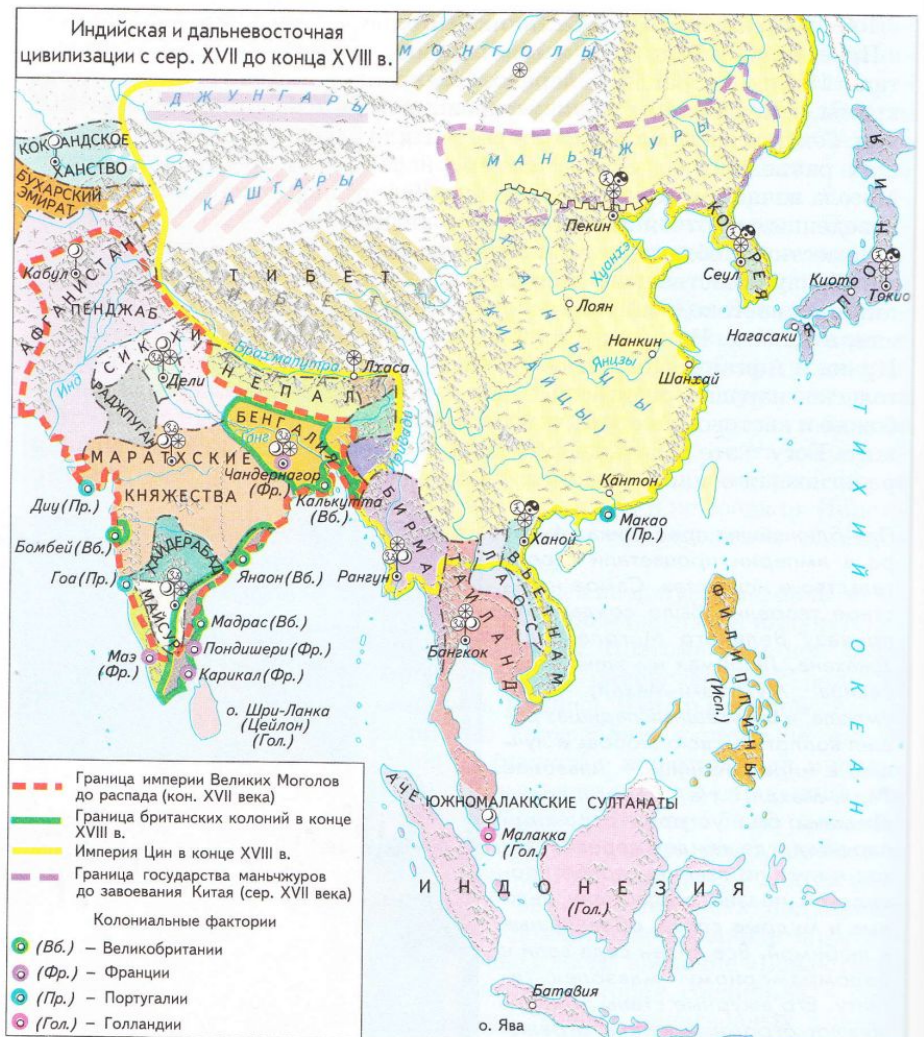 Индийская и дальневосточная
цивилизации с сер. XVII до конца XVIII в.
МОНГОЛЫ
ДЖУНГАРЫ
МАНЬЧЖУРЫ
КОКАНДСКОЕ
ХАНСТВО
БУХАРСКИЙ
ЭМИРАТ
КАШГАРЫ
Пекин
КОРЕЯ
Сеул
ЯПОНИЯ
Киото
Токио
Нагасаки
Хуонхэ
Кабул
АФГАНИСТАН
ПЕНДЖАБ
ТИБЕТ
ТИБЕТ
КИТАЙЦЫ
Лоян
Нанкин
Янцзы
Шанхай
СИКХИ
Инд
Дели
Брахмапутра
Лхаса
НЕПАЛ
РАДЖПУТАН
БЕНГАЛИЯ
Ганг
МАРАТХСКИЕ
КНЯЖЕСТВА
Чандернагор
(Фр.)
Калькутта
(Вб.)
Иравади
Кантон
Макао
(Пр.)
Диу (Пр.)
Бомбей (Вб.)
Гоа (Пр.)
ХАЙДЕРАБАД
Янаон (Вб.)
МАЙСУР
Мадрас (Вб.)
Пондишери (Фр.)
Маэ
(Фр.)
Карикал (Фр.)
о. Шри-Ланка
(Цейлон)
(Гол.)
БИРМА
Рангун
ТАИЛАНД
Бангкок
ЛАОС
Ханой
ВЬЕТНАМ
ФИЛИППИНЫ
(Исп.)
ТИХИЙ ОКЕАН
АЧЕ
ЮЖНОМАЛАККСКИЕ СУЛТАНАТЫ
Малакка
(Гол.)
ИНДОНЕЗИЯ
(Гол.)
Батавия
о. Ява
Граница империи Великих Моголов
до распада (кон. XVII века)
Граница британских колоний в конце
XVIII в.
Империя Цин в конце XVIII в.
Граница государства маньчжуров
до завоевания Китая (сер. XVII века)
Колониальные фактории
(Вб.) – Великобритании
(Фр.) – Франции
(Пр.) – Португалии
(Гол.) – Голландии